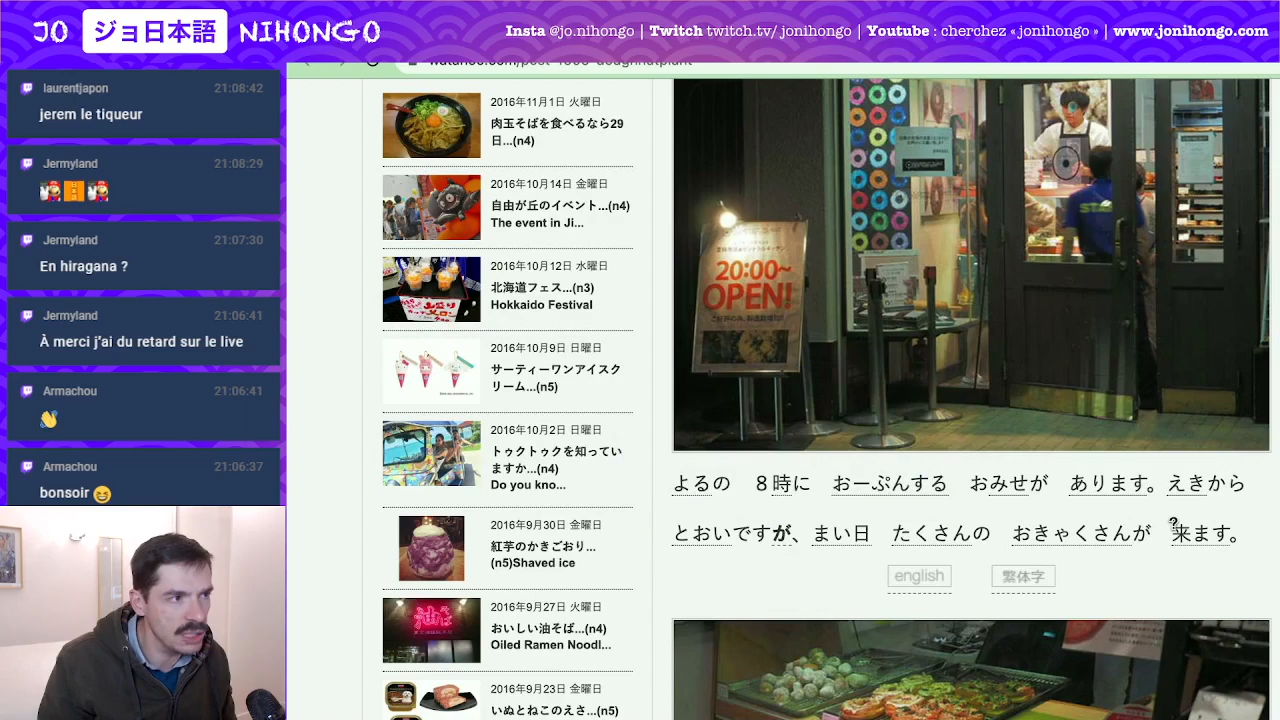 JO ジョ日本語 NIHONGO
Insta @jo.nihongo | Twitch twitch.tv/jonihongo | Youtube : cherchez « jonihongo » | www.jonihongo.com
laurentjapon 21:08:42
jerem le tiqueur
Jermyland 21:08:29
Jermyland 21:07:30
En hiragana ?
Jermyland 21:06:41
À merci j'ai du retard sur le live
Armachou 21:06:41
Armachou 21:06:37
bonsoir
2016年11月1日 火曜日
肉玉そばを食べるなら29
日...(n4)
2016年10月14日 金曜日
自由が丘のイベント...(n4)
The event in Ji...
2016年10月12日 水曜日
北海道フェス...(n3)
Hokkaido Festival
2016年10月9日 日曜日
サーティーワンアイスク
リーム...(n5)
2016年10月2日 日曜日
トゥクトゥクを知ってい
ますか...(n4)
Do you kno...
2016年9月30日 金曜日
紅芋のかきごおり...
(n5)Shaved ice
2016年9月27日 火曜日
おいしい油そば...(n4)
Oiled Ramen Noodl...
2016年9月23日 金曜日
いぬとねこのえさ...(n5)
20:00~
OPEN!
よるの 8時に おーぷんする おみせが あります。えきから
とおいですが、まい日 たくさんの おきゃくさんが 来ます。
english 繁体字